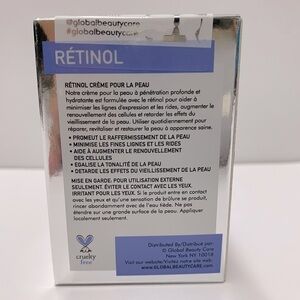 #globalbeautycare
#globalbeautycare
RÉTINOL
RÉTINOL CRÈME POUR LA PEAU
Notre crème pour la peau à pénétration profonde et
hydratante est formulée avec le rétinol pour aider à
minimiser les lignes d'expression et les rides, augmenter le
renouvellement des cellules et retarder les effets du
vieillissement de la peau. Utiliser quotidiennement pour
réparer, revitaliser et restaurer la peau à apparence saine.
• PROMEUT LE RAFFERMISSEMENT DE LA PEAU
• MINIMISE LES FINES LIGNES ET LES RIDES
• AIDE À AUGMENTER LE RENOUVELLEMENT
DES CELLULES
• EGALISE LA TONALITÉ DE LA PEAU
• DETARDE LES EFFETS DU VIEILLISSEMENT DE LA PEAU
MISE EN GARDE: POUR UTILISATION EXTERNE
SEULEMENT. ÉVITER LE CONTACT AVEC LES YEUX.
IRRITANT POUR LES YEUX. Si le produit entre en contact
avec les yeux et qu'une sensation de brûlure se produit,
rincer abondamment avec de l'eau tiède. Ne pas
étendre sur une grande surface de la peau. Appliquer
localement seulement.
cruelty
free
Distributed By/Distribué par:
© Global Beauty Care
New York NY 10018
Visit our website/Visitez notre site web:
WWW.GLOBALBEAUTYCARE.COM